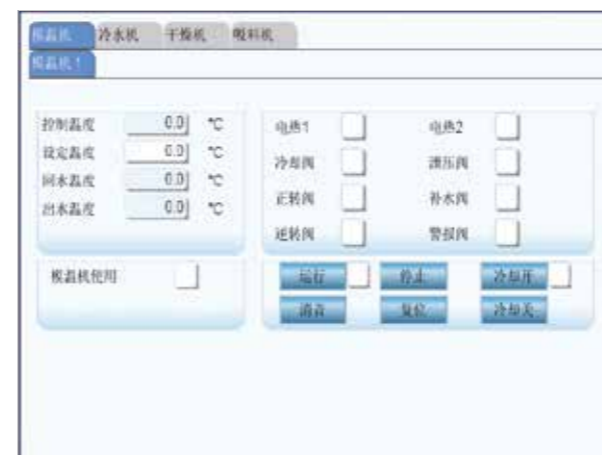 模温机 冷水机 干燥机 吸料机
模温机 1
控制温度 0.0 ℃
设定温度 0.0 ℃
回水温度 0.0 ℃
出水温度 0.0 ℃
电热1 电热2
冷却阀 泄压阀
正转阀 补水阀
逆转阀 警报阀
模温机使用
运行 停止 冷却开
消音 复位 冷却关